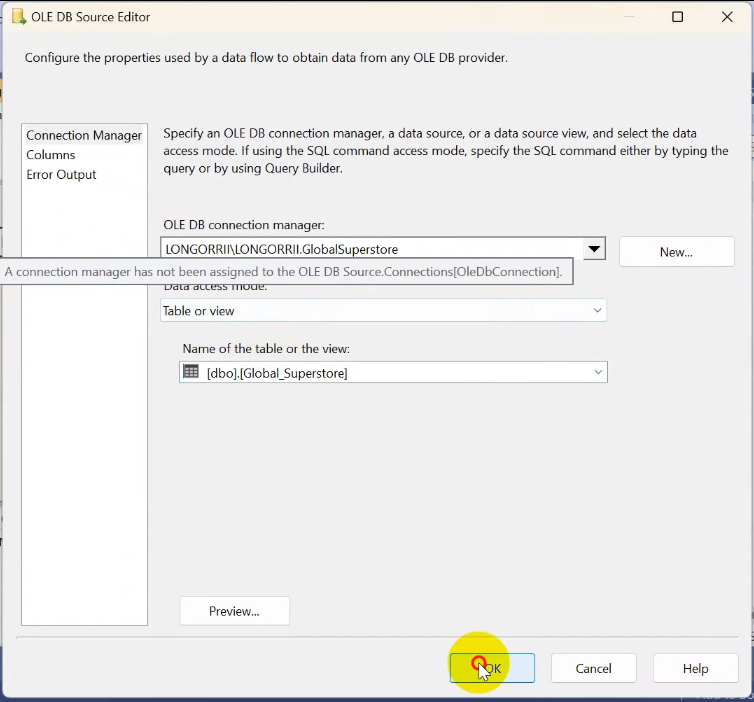 OLE DB Source Editor
Configure the properties used by a data flow to obtain data from any OLE DB provider.
Connection Manager
Columns
Error Output
Specify an OLE DB connection manager, a data source, or a data source view, and select the data
access mode. If using the SQL command access mode, specify the SQL command either by typing the
query or by using Query Builder.
OLE DB connection manager:
LONGORRII\LONGORRII.GlobalSuperstore
New...
A connection manager has not been assigned to the OLE DB Source.Connections[OleDbConnection].
Data access mode:
Table or view
Name of the table or the view:
[dbo].[Global_Superstore]
Preview...
OK
Cancel
Help